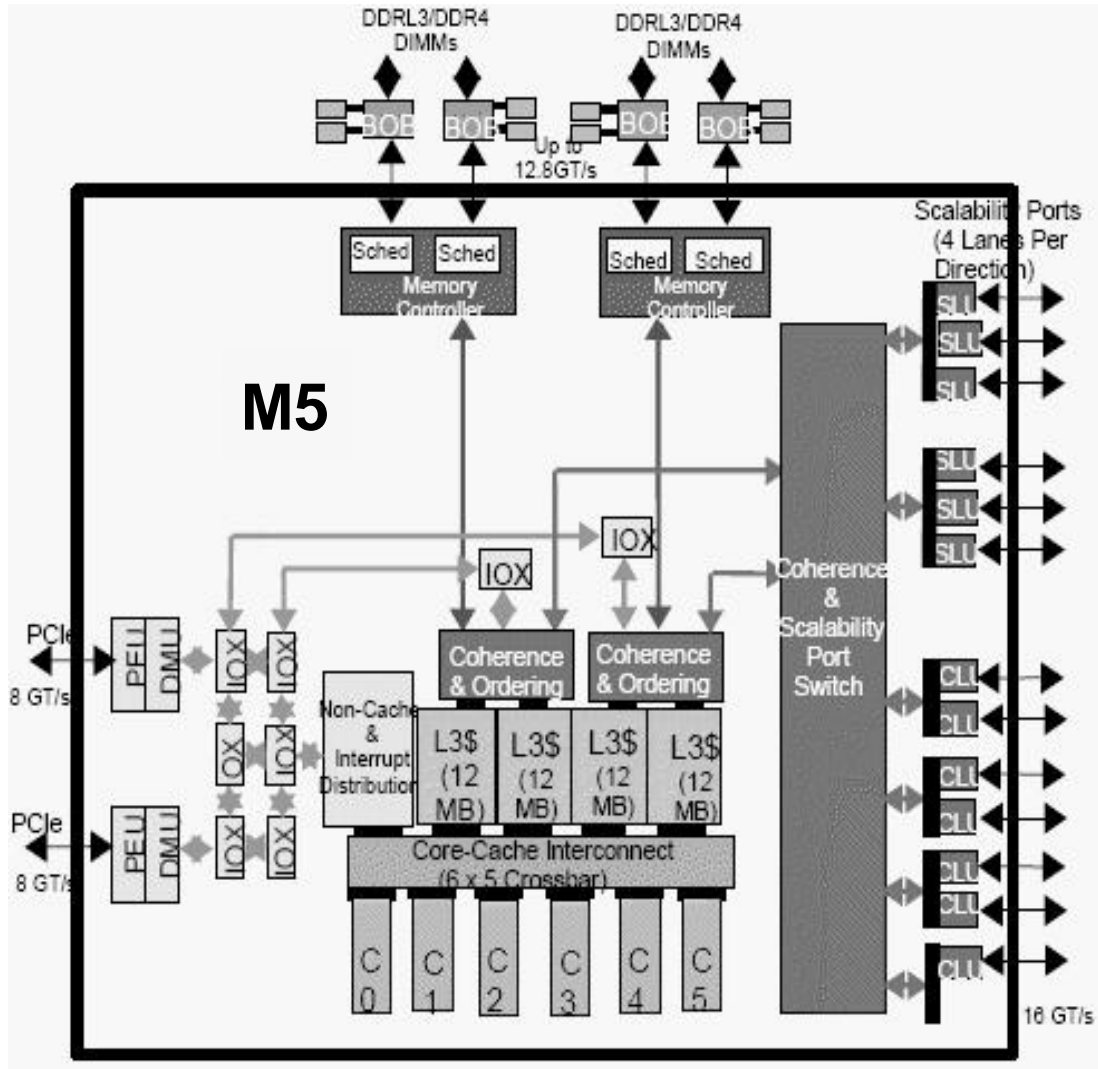 DDRL3/DDR4
DIMMs
DDRL3/DDR4
DIMMs
BOB
BOB
BOB
BOB
Up to
12.8GT/s
Sched
Sched
Memory
Controller
Sched
Sched
Memory
Controller
Scalability Ports
(4 Lanes Per
Direction)
SLU
SLU
SLU
M5
SLU
SLU
SLU
IOX
IOX
Coherence
&
Scalability
Port
Switch
PCIe
8 GT/s
PEU
DMU
IOX
IOX
Coherence
& Ordering
Coherence
& Ordering
CLU
CLU
Non-Cache
&
Interrupt
Distribution
IOX
IOX
L3$
(12
MB)
L3$
(12
MB)
L3$
(12
MB)
L3$
(12
MB)
CLU
CLU
PCIe
8 GT/s
PEU
DMU
IOX
IOX
Core-Cache Interconnect
(6 x 5 Crossbar)
CLU
CLU
C
0
C
1
C
2
C
3
C
4
C
5
CLU
16 GT/s